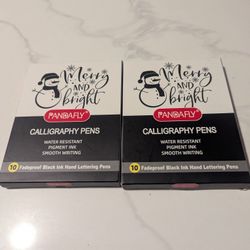 Merry
AND
bright
PANDAFLY
CALLIGRAPHY PENS
WATER RESISTANT
PIGMENT INK
SMOOTH WRITING
10 Fadeproof Black Ink Hand Lettering Pens
Merry
AND
bright
PANDAFLY
CALLIGRAPHY PENS
WATER RESISTANT
PIGMENT INK
SMOOTH WRITING
10 Fadeproof Black Ink Hand Lettering Pens